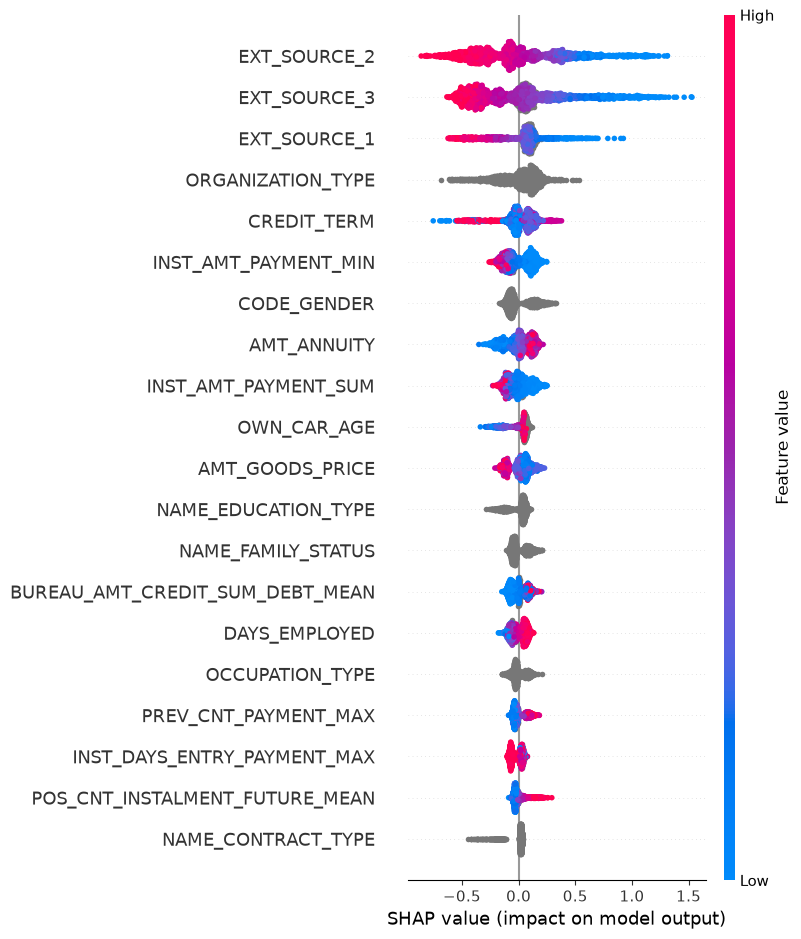 High
EXT_SOURCE_2
EXT_SOURCE_3
EXT_SOURCE_1
ORGANIZATION_TYPE
CREDIT_TERM
INST_AMT_PAYMENT_MIN
CODE_GENDER
AMT_ANNUITY
INST_AMT_PAYMENT_SUM
OWN_CAR_AGE
AMT_GOODS_PRICE
NAME_EDUCATION_TYPE
NAME_FAMILY_STATUS
BUREAU_AMT_CREDIT_SUM_DEBT_MEAN
DAYS_EMPLOYED
OCCUPATION_TYPE
PREV_CNT_PAYMENT_MAX
INST_DAYS_ENTRY_PAYMENT_MAX
POS_CNT_INSTALMENT_FUTURE_MEAN
NAME_CONTRACT_TYPE
Feature value
Low
−0.5 0.0 0.5 1.0 1.5
SHAP value (impact on model output)